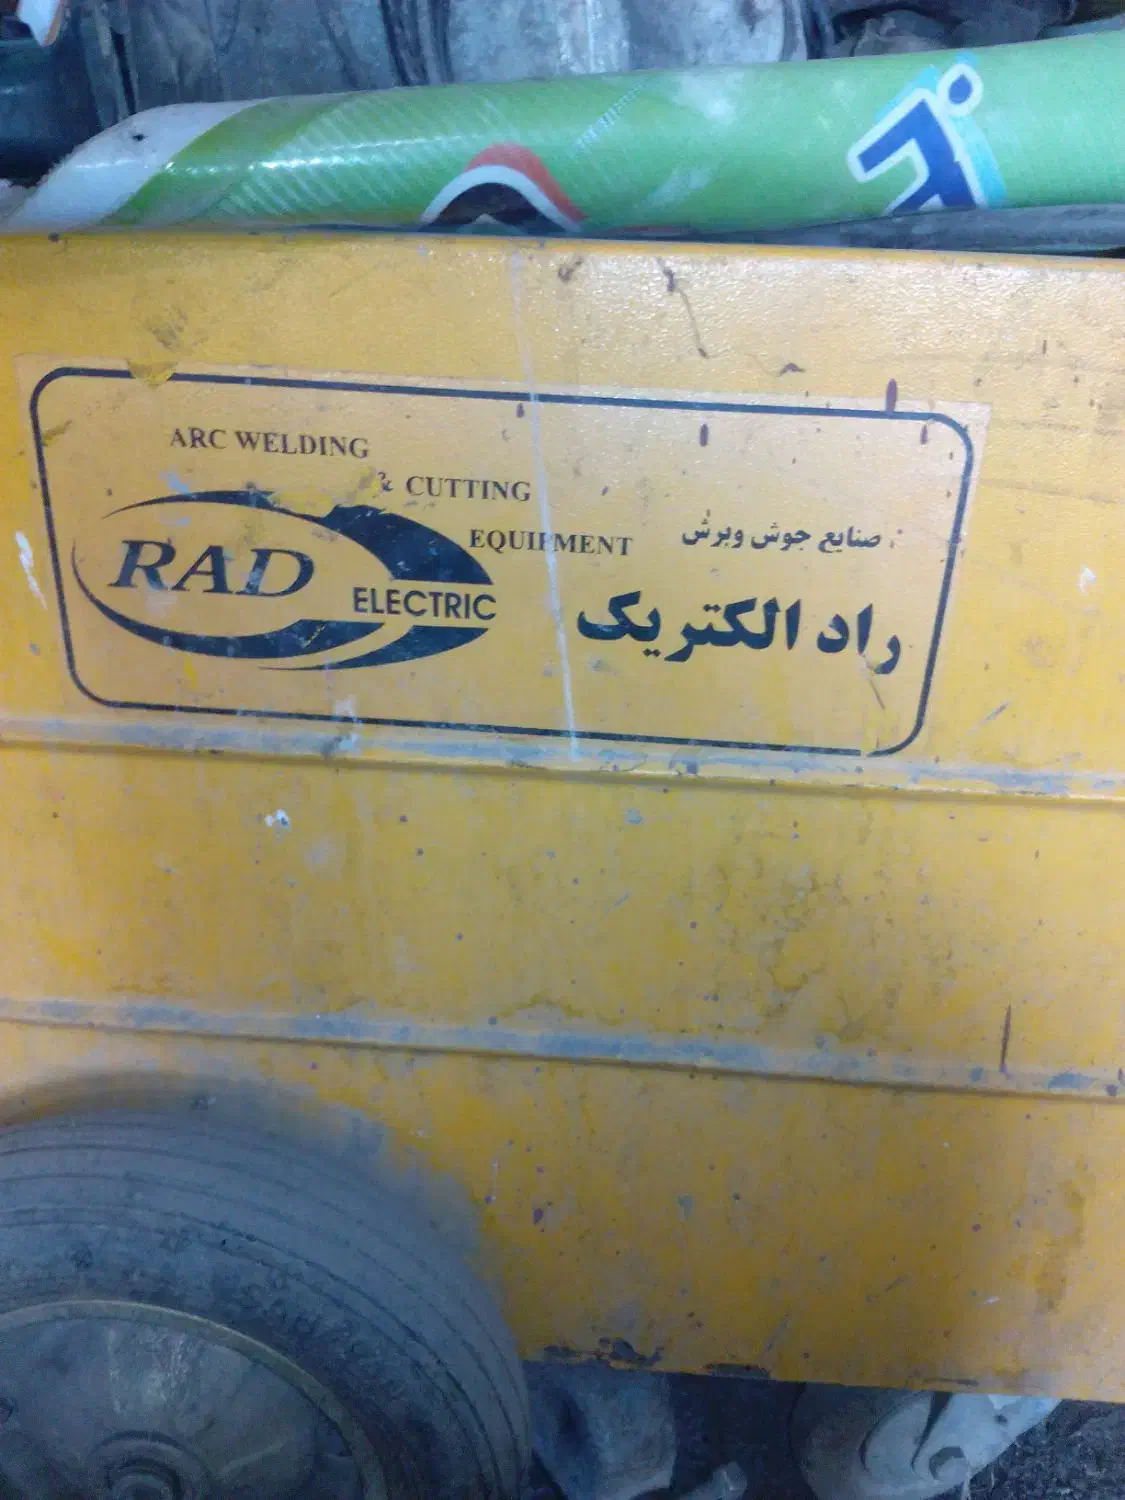 ARC WELDING
& CUTTING
EQUIPMENT
RAD
ELECTRIC
صنایع جوش وبرش
راد الکتریک